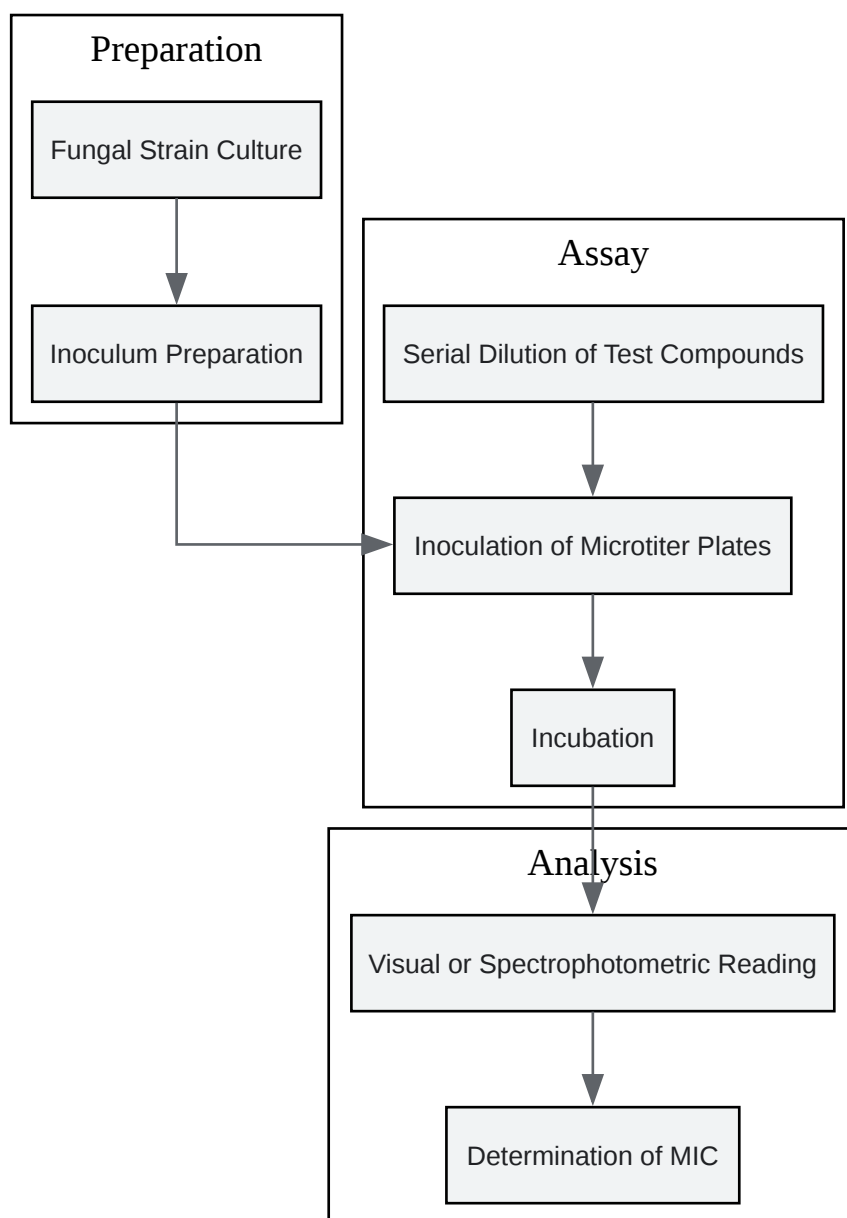 Preparation
Fungal Strain Culture
Inoculum Preparation
Assay
Serial Dilution of Test Compounds
Inoculation of Microtiter Plates
Incubation
Analysis
Visual or Spectrophotometric Reading
Determination of MIC